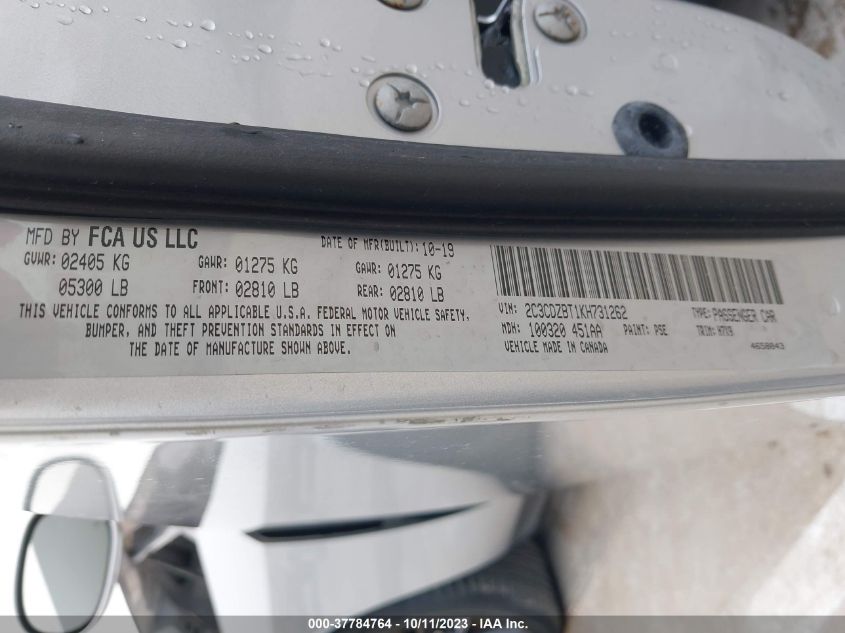 MFD BY FCA US LLC
DATE OF MFR(BUILT): 10-19
GVWR: 02405 KG
GAWR: 01275 KG
GAWR: 01275 KG
05300 LB
FRONT: 02810 LB
REAR: 02810 LB
THIS VEHICLE CONFORMS TO ALL APPLICABLE U.S.A. FEDERAL MOTOR VEHICLE SAFETY,
BUMPER, AND THEFT PREVENTION STANDARDS IN EFFECT ON
THE DATE OF MANUFACTURE SHOWN ABOVE.
VIN: 2C3CDZBT1KH731262
TYPE: PASSENGER CAR
MDH: 100320 451AA
PAINT: PSE
TRIM: H7X9
VEHICLE MADE IN CANADA
4658043
000-37784764 - 10/11/2023 - IAA Inc.